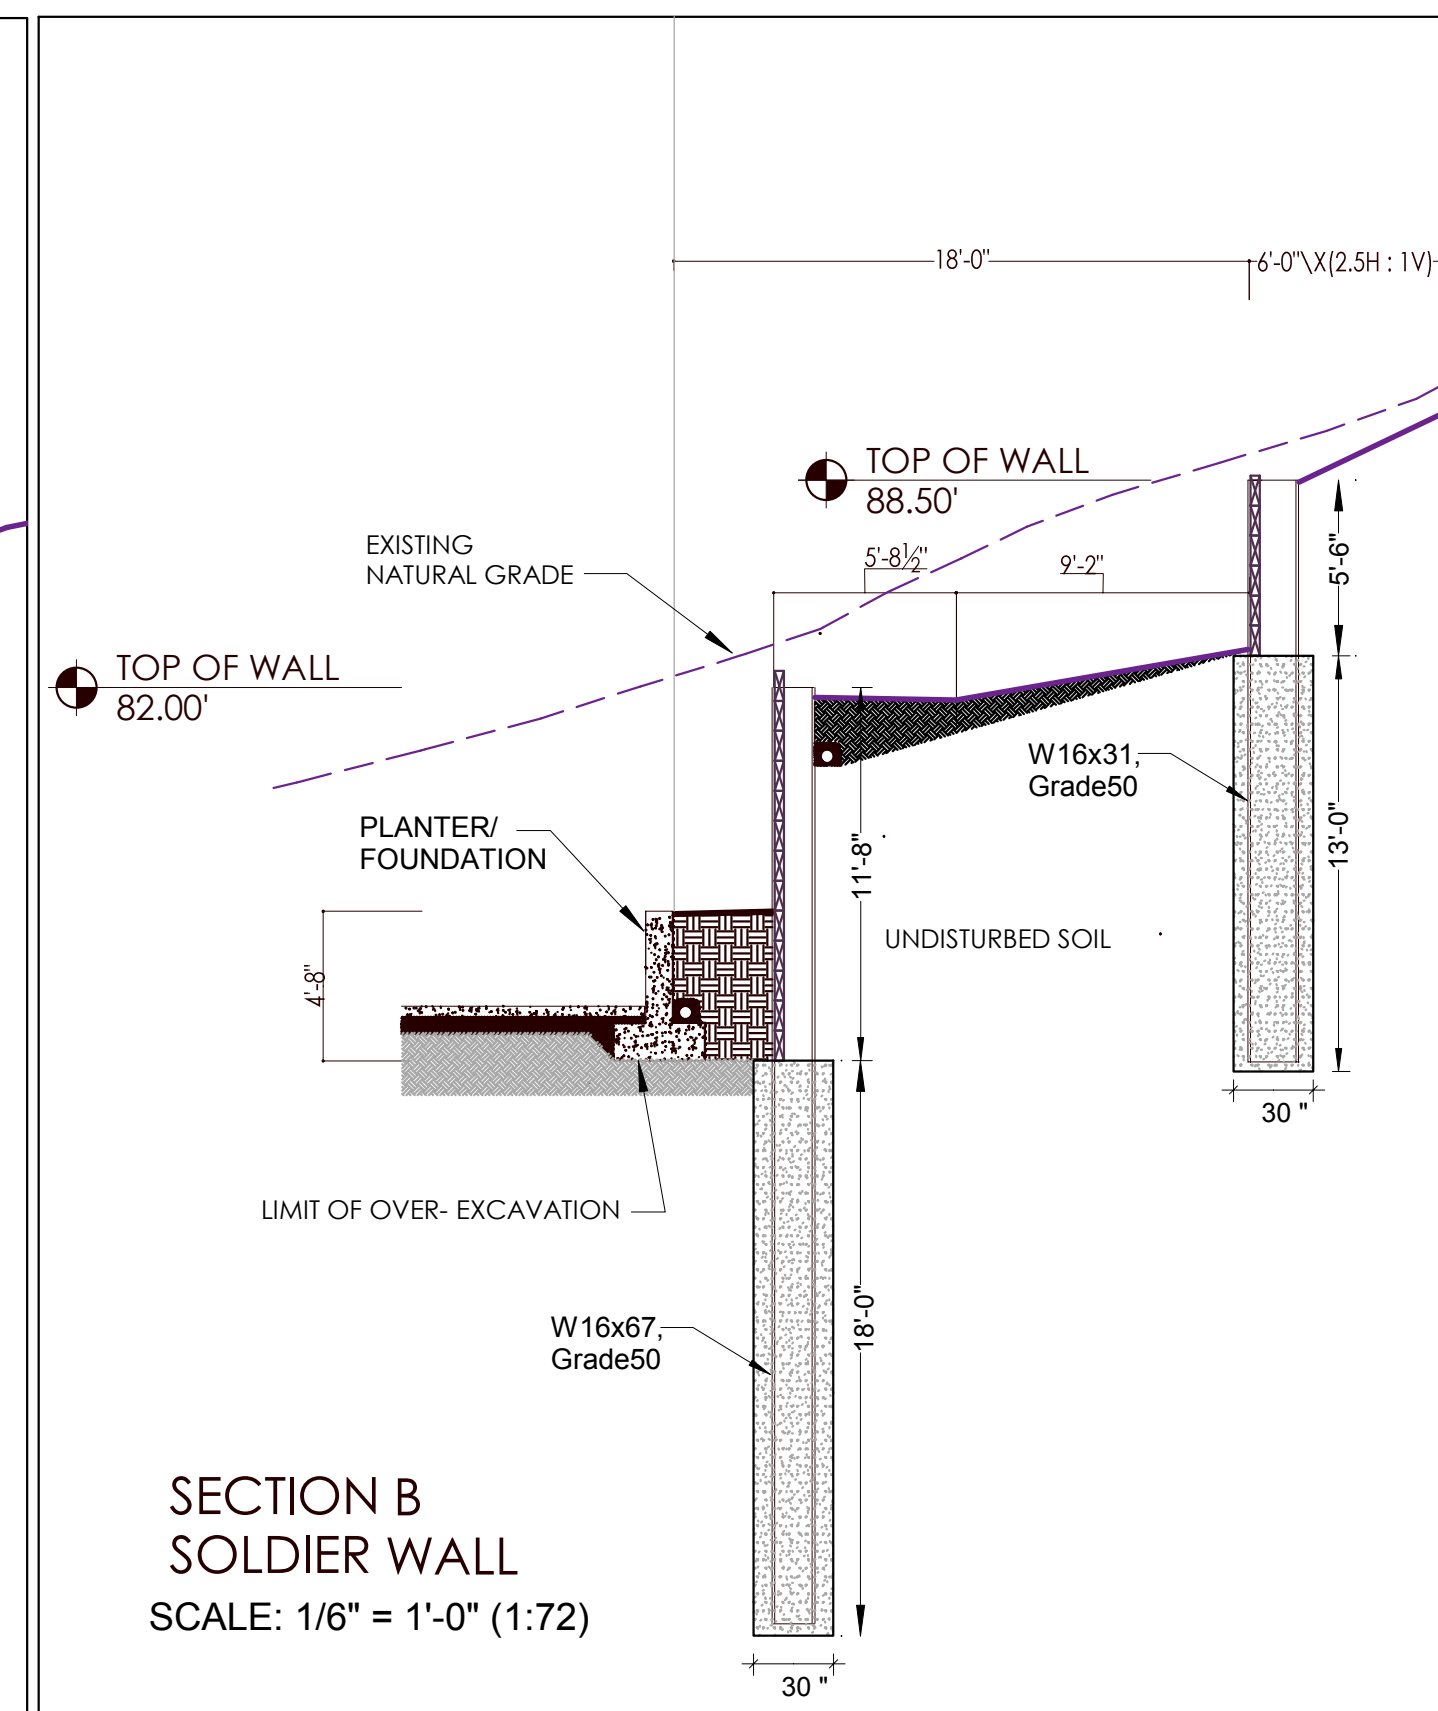 18'-0"
6'-0"\X(2.5H : 1V)
TOP OF WALL
88.50'
EXISTING
NATURAL GRADE
5'-8½"
9'-2"
5'-6"
TOP OF WALL
82.00'
W16x31,
Grade50
PLANTER/
FOUNDATION
11'-8"
13'-0"
UNDISTURBED SOIL
4'-8"
30 "
LIMIT OF OVER- EXCAVATION
W16x67,
Grade50
18'-0"
SECTION B
SOLDIER WALL
SCALE: 1/6" = 1'-0" (1:72)
30 "